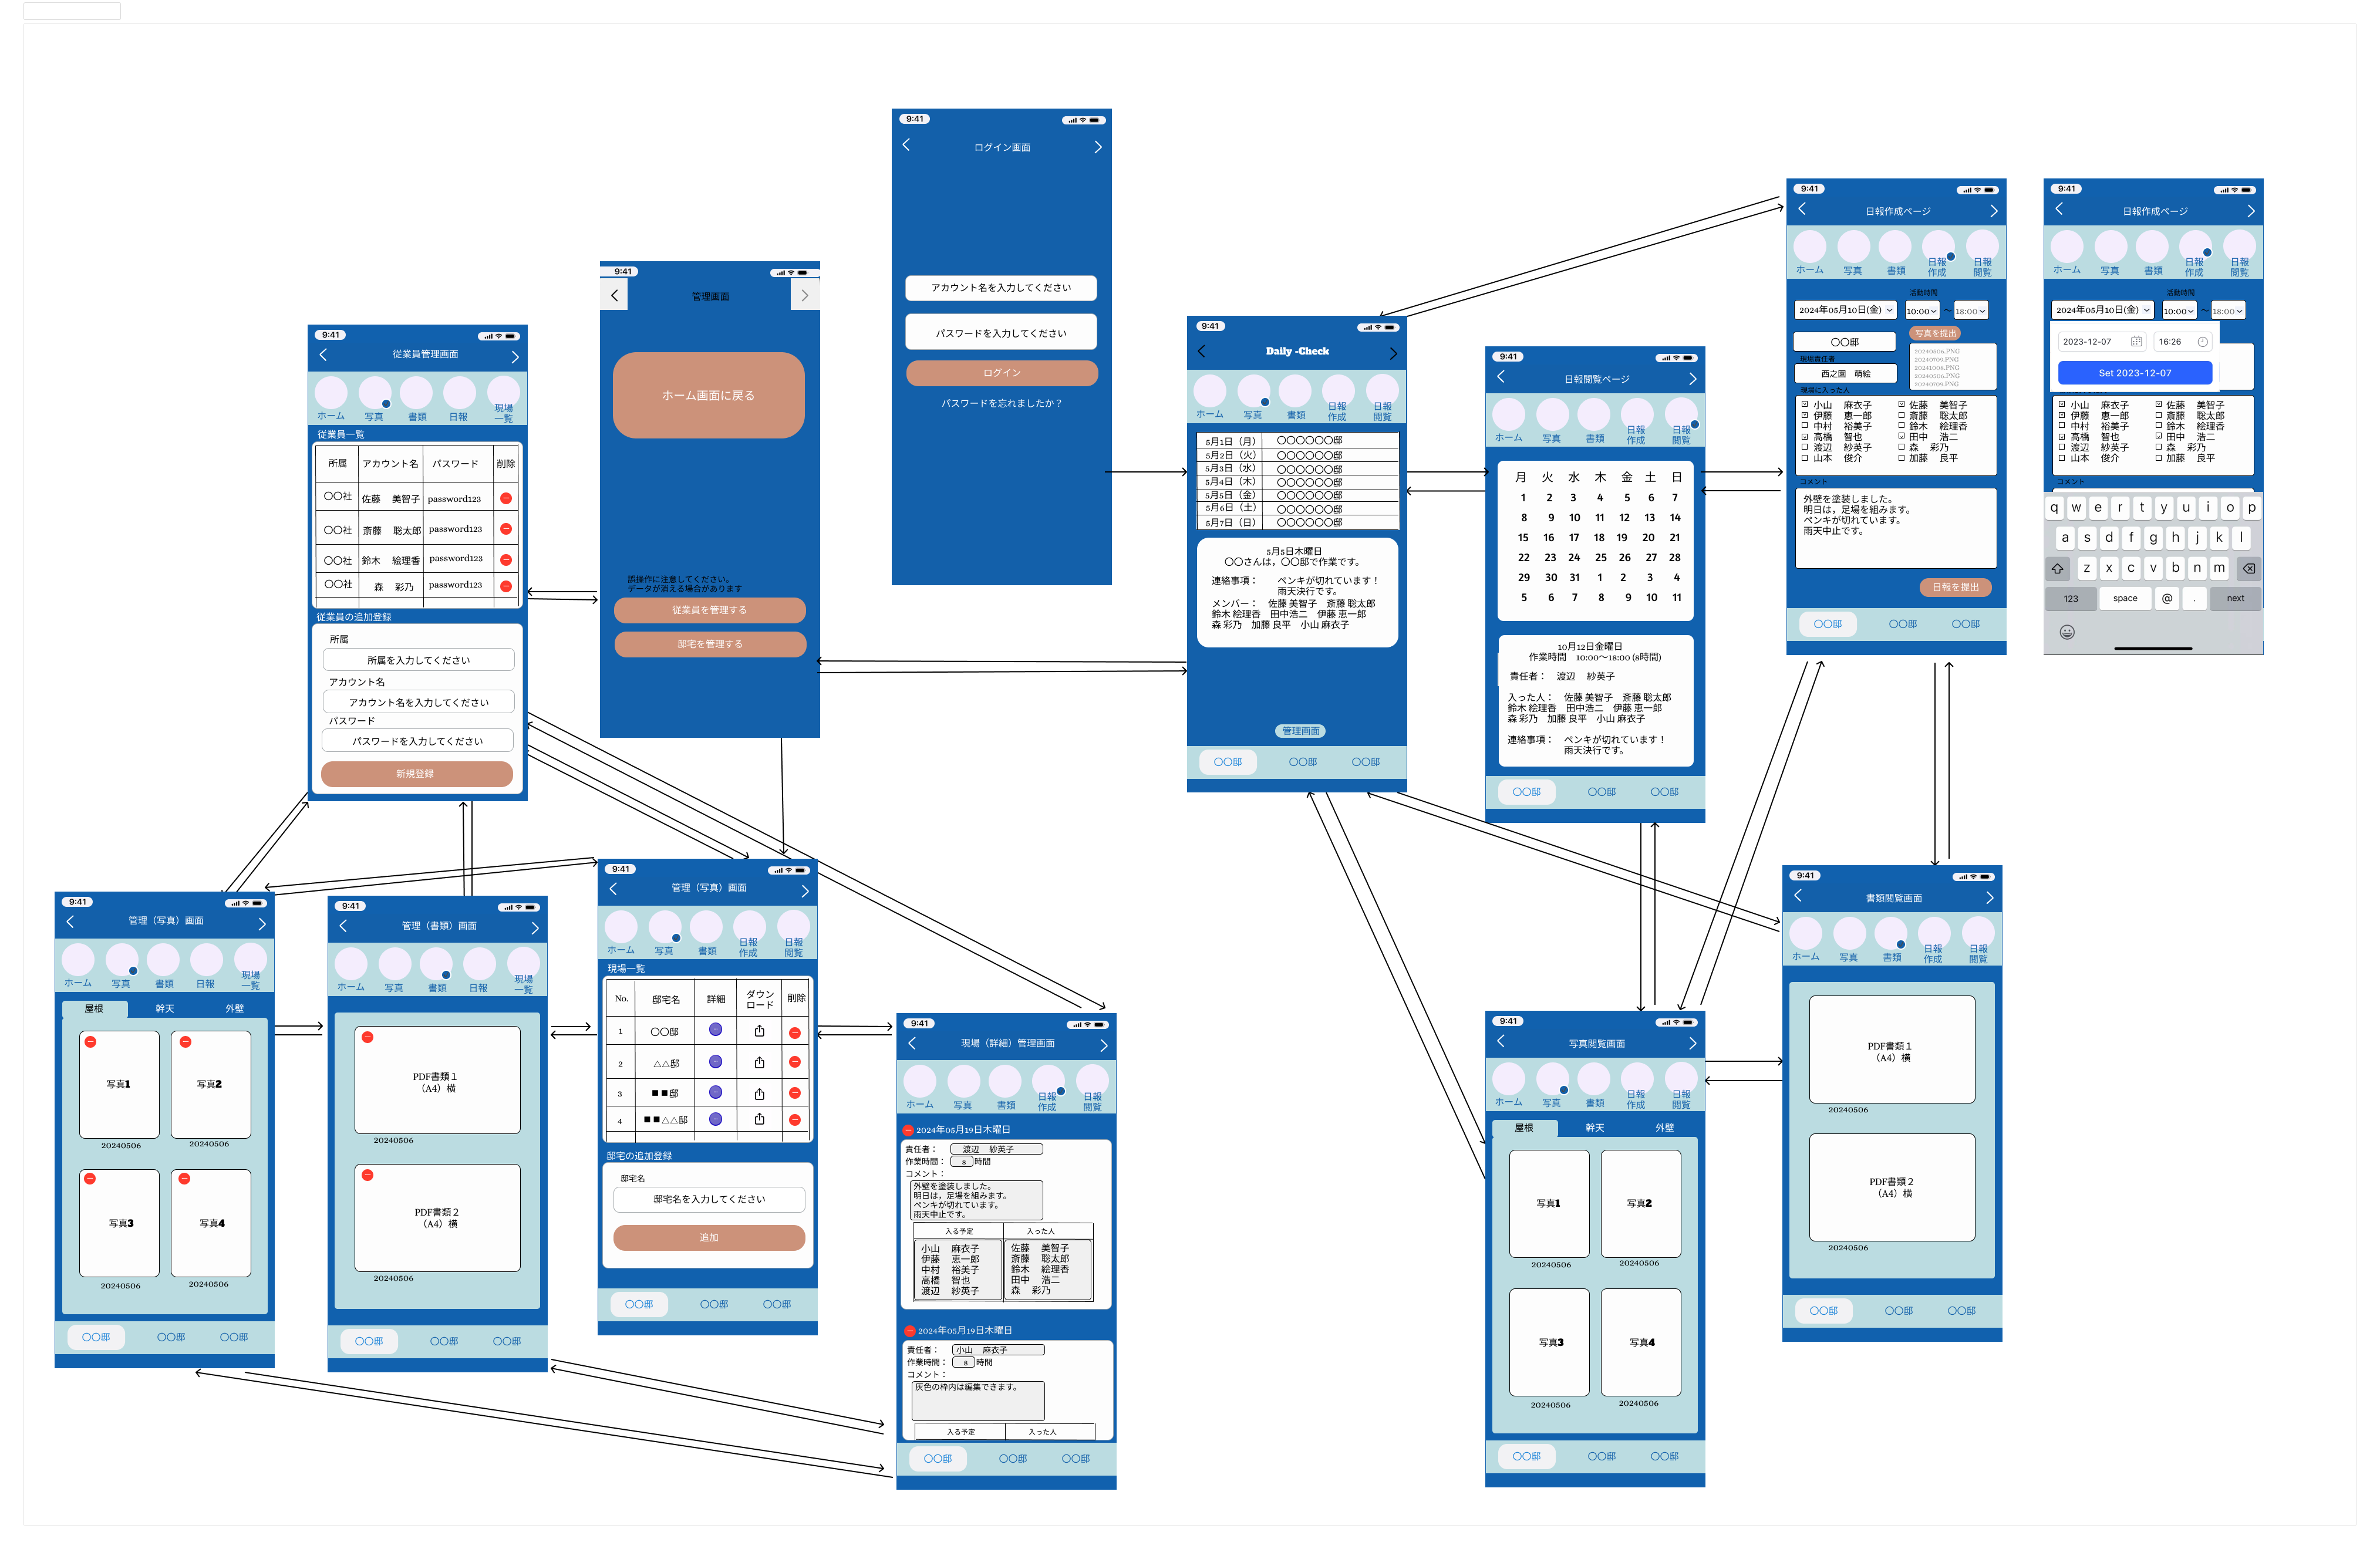 9:41
ログイン画面
アカウント名を入力してください
パスワードを入力してください
ログイン
パスワードを忘れましたか？
9:41
管理画面
ホーム画面に戻る
誤操作に注意してください。
データが消える場合があります
従業員を管理する
邸宅を管理する
9:41
従業員管理画面
ホーム 写真 書類 日報 現場一覧
従業員一覧
所属 アカウント名 パスワード 削除
〇〇社 佐藤 美智子 password123
〇〇社 斎藤 聡太郎 password123
〇〇社 鈴木 絵理香 password123
〇〇社 森 彩乃 password123
従業員の追加登録
所属
所属を入力してください
アカウント名
アカウント名を入力してください
パスワード
パスワードを入力してください
新規登録
9:41
Daily -Check
ホーム 写真 書類 日報作成 日報閲覧
5月1日（月） 〇〇〇〇〇〇邸
5月2日（火） 〇〇〇〇〇〇邸
5月3日（水） 〇〇〇〇〇〇邸
5月4日（木） 〇〇〇〇〇〇邸
5月5日（金） 〇〇〇〇〇〇邸
5月6日（土） 〇〇〇〇〇〇邸
5月7日（日） 〇〇〇〇〇〇邸
5月5日木曜日
〇〇さんは，〇〇邸で作業です。
連絡事項： ペンキが切れています！
雨天決行です。
メンバー： 佐藤 美智子 斎藤 聡太郎
鈴木 絵理香 田中浩二 伊藤 恵一郎
森 彩乃 加藤 良平 小山 麻衣子
管理画面
〇〇邸 〇〇邸 〇〇邸
9:41
日報閲覧ページ
ホーム 写真 書類 日報作成 日報閲覧
月 火 水 木 金 土 日
1 2 3 4 5 6 7
8 9 10 11 12 13 14
15 16 17 18 19 20 21
22 23 24 25 26 27 28
29 30 31 1 2 3 4
5 6 7 8 9 10 11
10月12日金曜日
作業時間 10:00〜18:00 (8時間)
責任者： 渡辺 紗英子
入った人： 佐藤 美智子 斎藤 聡太郎
鈴木 絵理香 田中浩二 伊藤 恵一郎
森 彩乃 加藤 良平 小山 麻衣子
連絡事項： ペンキが切れています！
雨天決行です。
〇〇邸 〇〇邸 〇〇邸
9:41
日報作成ページ
ホーム 写真 書類 日報作成 日報閲覧
活動時間
2024年05月10日(金) 10:00 〜 18:00
〇〇邸
写真を提出
現場責任者
西之園 萌絵
20240506.PNG
20240709.PNG
20241008.PNG
20240506.PNG
20240709.PNG
現場に入った人
小山 麻衣子 佐藤 美智子
伊藤 恵一郎 斎藤 聡太郎
中村 裕美子 鈴木 絵理香
高橋 智也 田中 浩二
渡辺 紗英子 森 彩乃
山本 俊介 加藤 良平
コメント
外壁を塗装しました。
明日は，足場を組みます。
ペンキが切れています。
雨天中止です。
日報を提出
〇〇邸 〇〇邸 〇〇邸
9:41
日報作成ページ
ホーム 写真 書類 日報作成 日報閲覧
活動時間
2024年05月10日(金) 10:00 〜 18:00
2023-12-07 16:26
Set 2023-12-07
小山 麻衣子 佐藤 美智子
伊藤 恵一郎 斎藤 聡太郎
中村 裕美子 鈴木 絵理香
高橋 智也 田中 浩二
渡辺 紗英子 森 彩乃
山本 俊介 加藤 良平
コメント
q w e r t y u i o p
a s d f g h j k l
z x c v b n m
123 space @ . next
9:41
管理（写真）画面
ホーム 写真 書類 日報 現場一覧
屋根 幹天 外壁
写真1 写真2
20240506 20240506
写真3 写真4
20240506 20240506
〇〇邸 〇〇邸 〇〇邸
9:41
管理（書類）画面
ホーム 写真 書類 日報 現場一覧
PDF書類１
（A4）横
20240506
PDF書類２
（A4）横
20240506
〇〇邸 〇〇邸 〇〇邸
9:41
管理（写真）画面
ホーム 写真 書類 日報作成 日報閲覧
現場一覧
No. 邸宅名 詳細 ダウンロード 削除
1 〇〇邸
2 △△邸
3 ■■邸
4 ■■△△邸
邸宅の追加登録
邸宅名
邸宅名を入力してください
追加
〇〇邸 〇〇邸 〇〇邸
9:41
現場（詳細）管理画面
ホーム 写真 書類 日報作成 日報閲覧
2024年05月19日木曜日
責任者： 渡辺 紗英子
作業時間： 8 時間
コメント：
外壁を塗装しました。
明日は，足場を組みます。
ペンキが切れています。
雨天中止です。
入る予定 入った人
小山 麻衣子 佐藤 美智子
伊藤 恵一郎 斎藤 聡太郎
中村 裕美子 鈴木 絵理香
高橋 智也 田中 浩二
渡辺 紗英子 森 彩乃
2024年05月19日木曜日
責任者： 小山 麻衣子
作業時間： 8 時間
コメント：
灰色の枠内は編集できます。
入る予定 入った人
〇〇邸 〇〇邸 〇〇邸
9:41
写真閲覧画面
ホーム 写真 書類 日報作成 日報閲覧
屋根 幹天 外壁
写真1 写真2
20240506 20240506
写真3 写真4
20240506 20240506
〇〇邸 〇〇邸 〇〇邸
9:41
書類閲覧画面
ホーム 写真 書類 日報作成 日報閲覧
PDF書類１
（A4）横
20240506
PDF書類２
（A4）横
20240506
〇〇邸 〇〇邸 〇〇邸